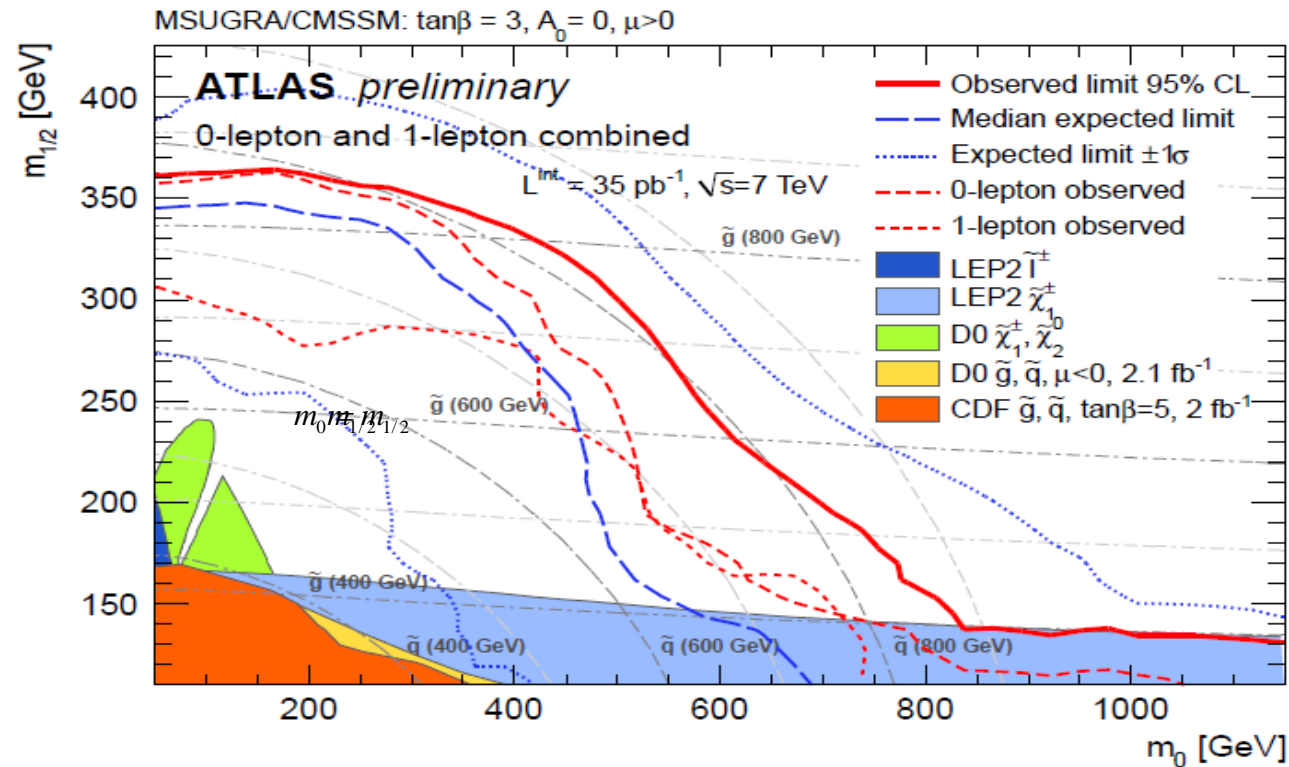 MSUGRA/CMSSM: tanβ = 3, A₀ = 0, μ>0
m₁/₂ [GeV]
400
350
300
250
200
150
ATLAS preliminary
0-lepton and 1-lepton combined
Lⁱⁿᵗ· = 35 pb⁻¹, √s=7 TeV
Observed limit 95% CL
Median expected limit
Expected limit ±1σ
0-lepton observed
1-lepton observed
LEP2 l̃±
LEP2 χ̃₁±
D0 χ̃₁±, χ̃₂⁰
D0 g̃, q̃, μ<0, 2.1 fb⁻¹
CDF g̃, q̃, tanβ=5, 2 fb⁻¹
g̃ (800 GeV)
g̃ (600 GeV)
g̃ (400 GeV)
q̃ (400 GeV)
q̃ (600 GeV)
q̃ (800 GeV)
200
400
600
800
1000
m₀ [GeV]